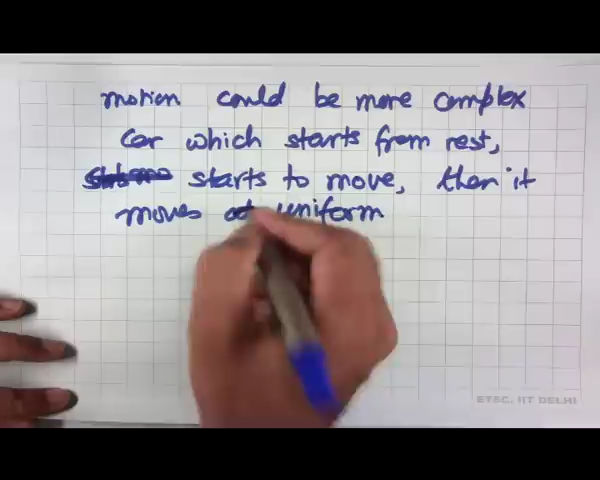 motion could be more complex
Car which starts from rest,
starts to move, then it
moves at uniform
ETSC, IIT DELHI